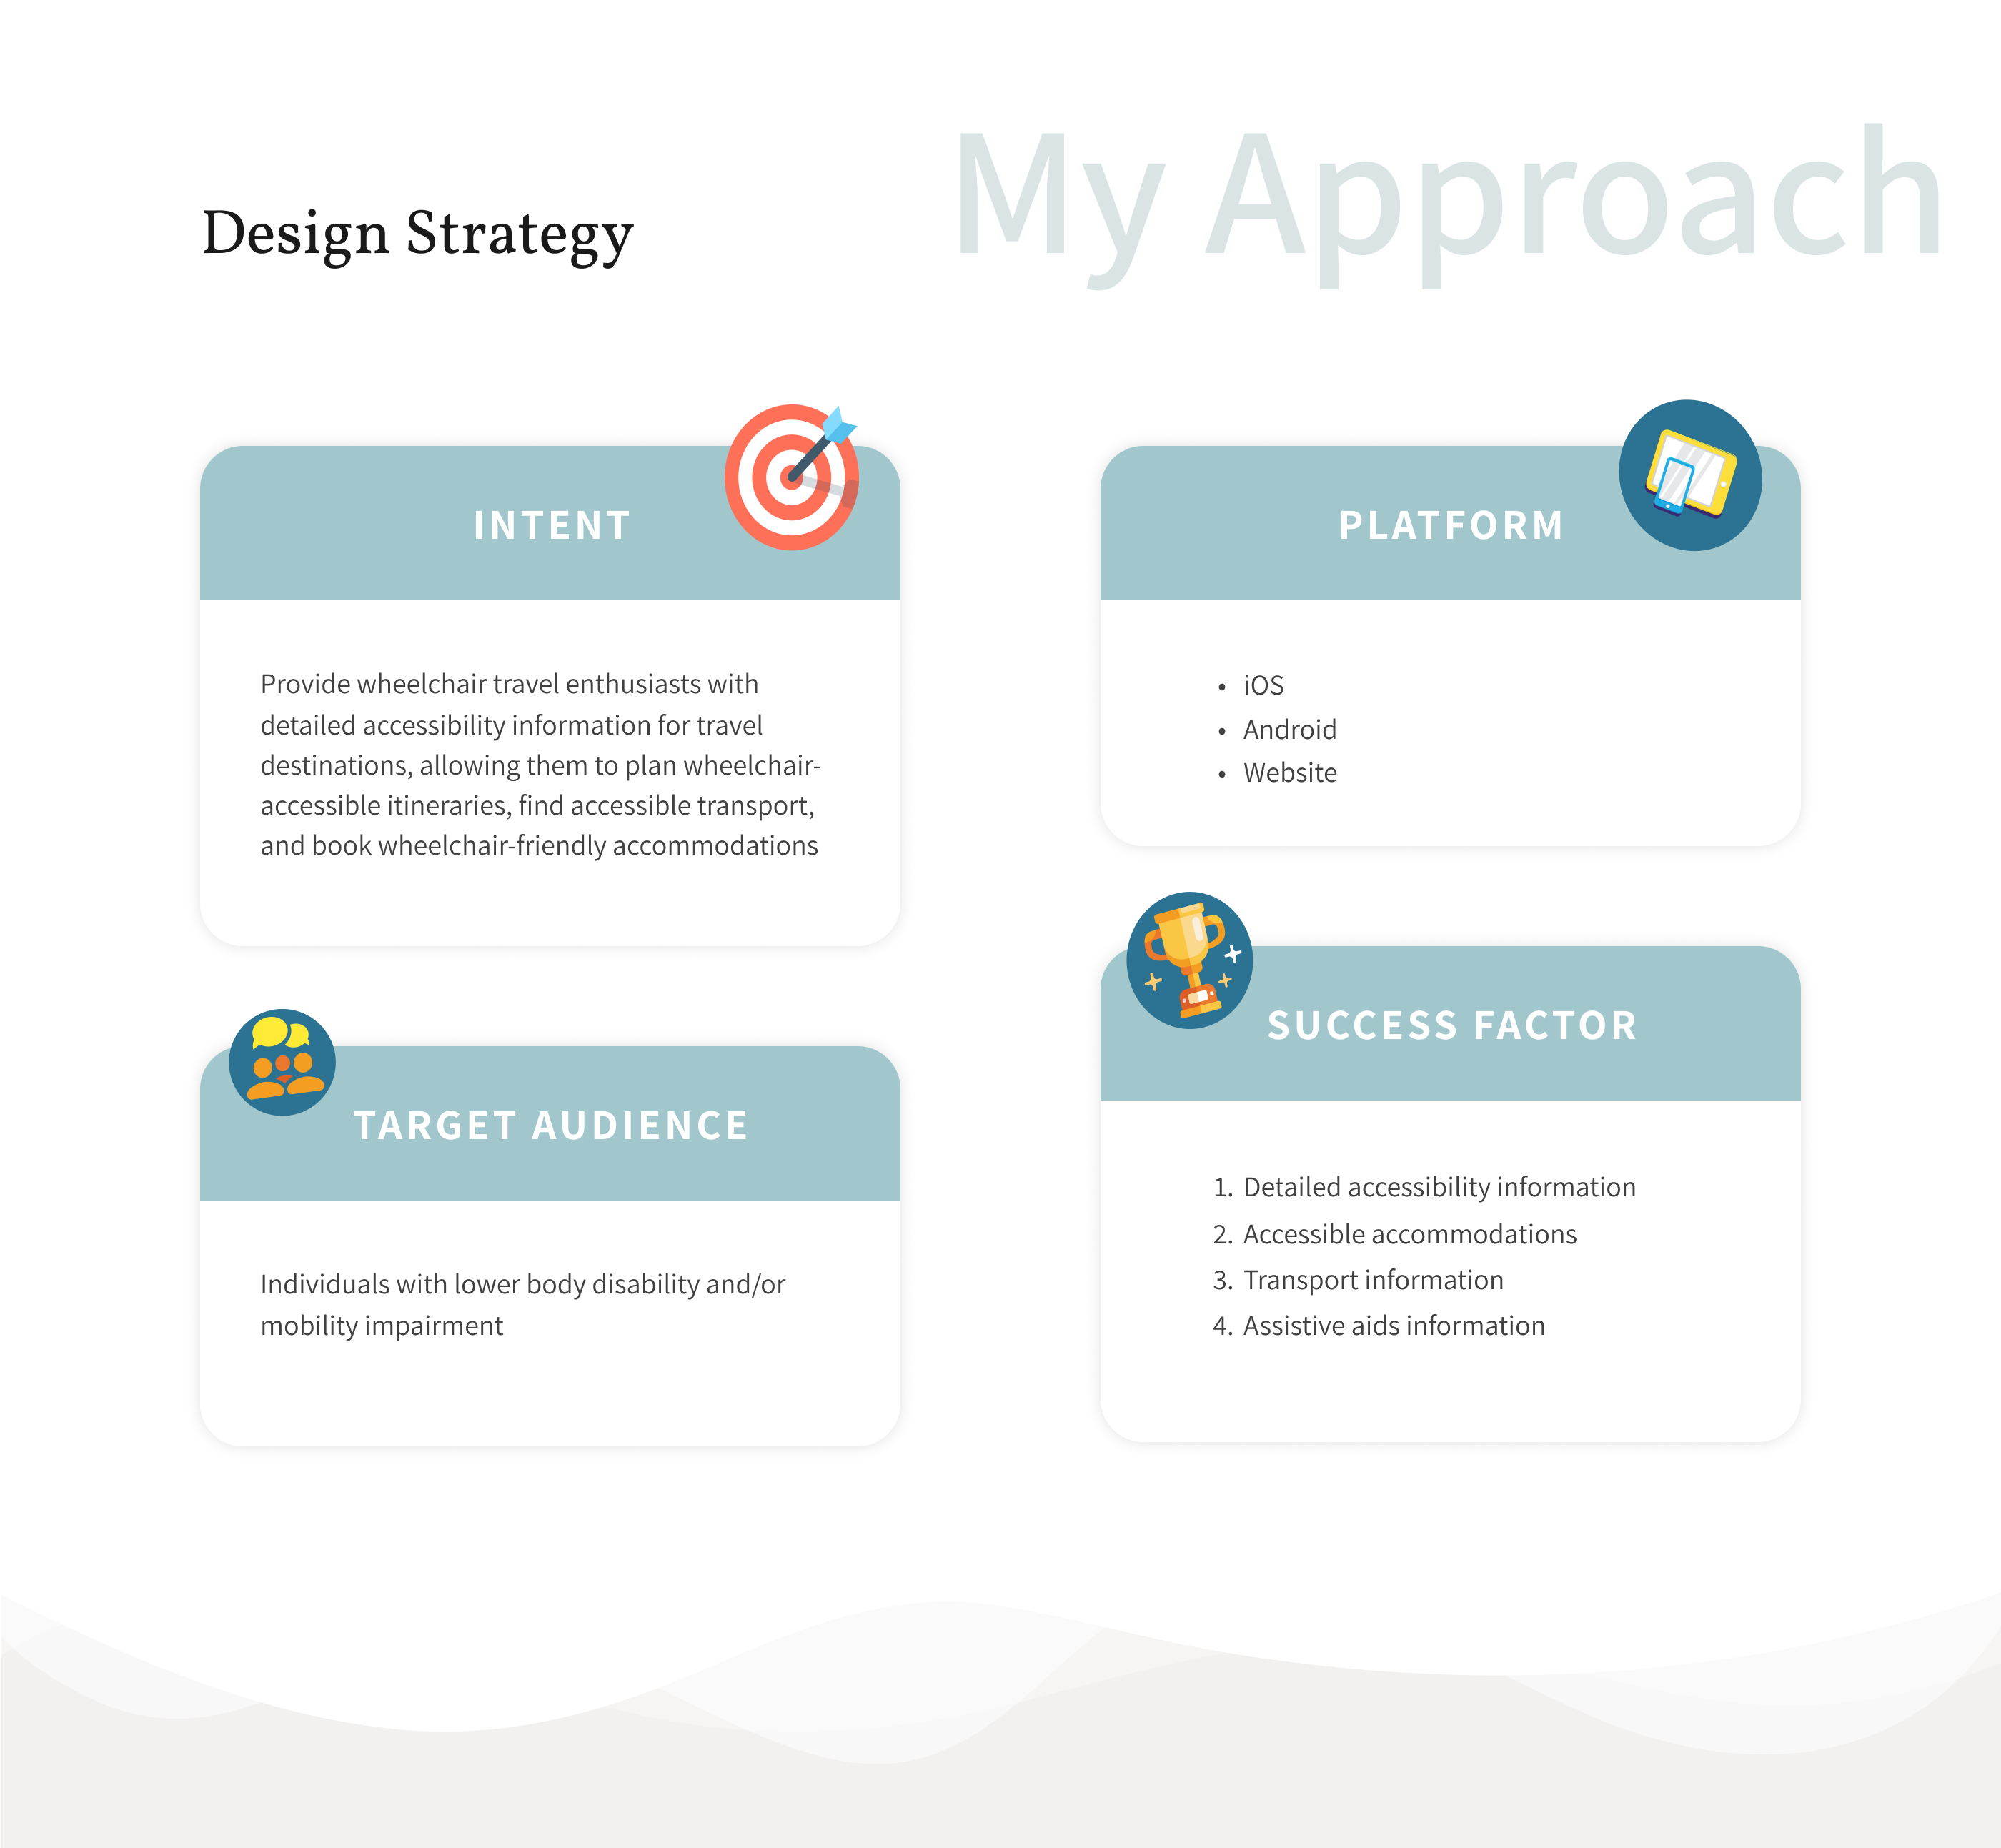 My Approach
Design Strategy
INTENT
Provide wheelchair travel enthusiasts with
detailed accessibility information for travel
destinations, allowing them to plan wheelchair-
accessible itineraries, find accessible transport,
and book wheelchair-friendly accommodations
PLATFORM
• iOS
• Android
• Website
TARGET AUDIENCE
Individuals with lower body disability and/or
mobility impairment
SUCCESS FACTOR
1. Detailed accessibility information
2. Accessible accommodations
3. Transport information
4. Assistive aids information